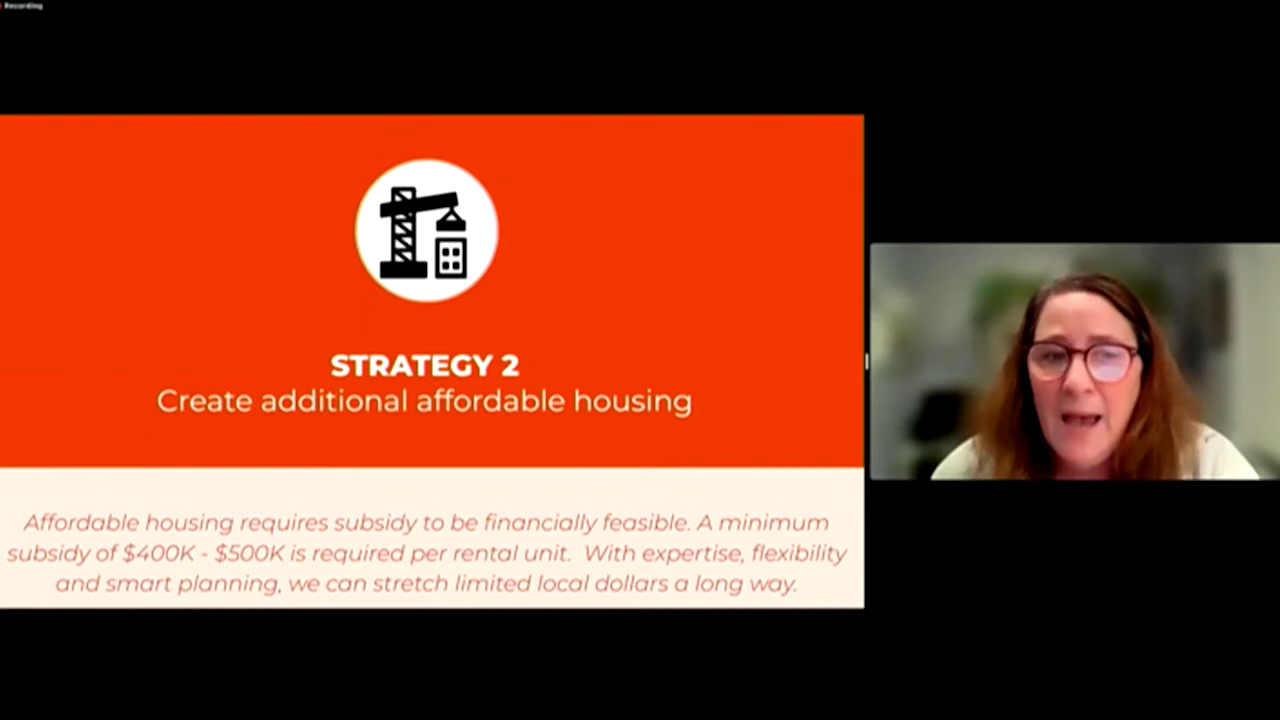 Recording
STRATEGY 2
Create additional affordable housing
Affordable housing requires subsidy to be financially feasible. A minimum
subsidy of $400K - $500K is required per rental unit. With expertise, flexibility
and smart planning, we can stretch limited local dollars a long way.